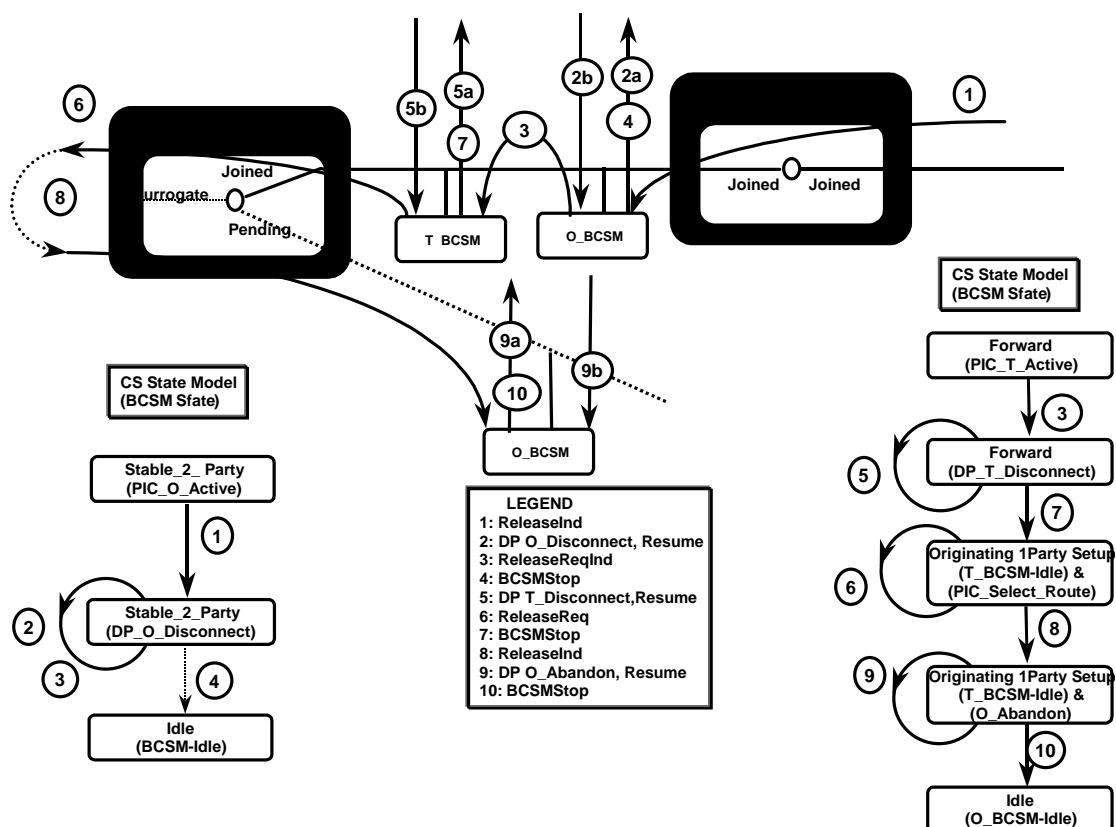 2b
2a
5b
5a
6
1
7
3
4
Joined
Joined
Joined
urrogate
8
Pending
T BCSM
O_BCSM
CS State Model
(BCSM Sfate)
9a
9b
10
Forward
(PIC_T_Active)
CS State Model
(BCSM Sfate)
3
O_BCSM
Forward
(DP_T_Disconnect)
5
Stable_2_ Party
(PIC_O_Active)
7
LEGEND
1: ReleaseInd
2: DP O_Disconnect, Resume
3: ReleaseReqInd
4: BCSMStop
5: DP T_Disconnect,Resume
6: ReleaseReq
7: BCSMStop
8: ReleaseInd
9: DP O_Abandon, Resume
10: BCSMStop
1
Originating 1Party Setup
(T_BCSM-Idle) &
(PIC_Select_Route)
6
Stable_2_Party
(DP_O_Disconnect)
2
8
3
4
9
Originating 1Party Setup
(T_BCSM-Idle) &
(O_Abandon)
Idle
(BCSM-Idle)
10
Idle
(O_BCSM-Idle)